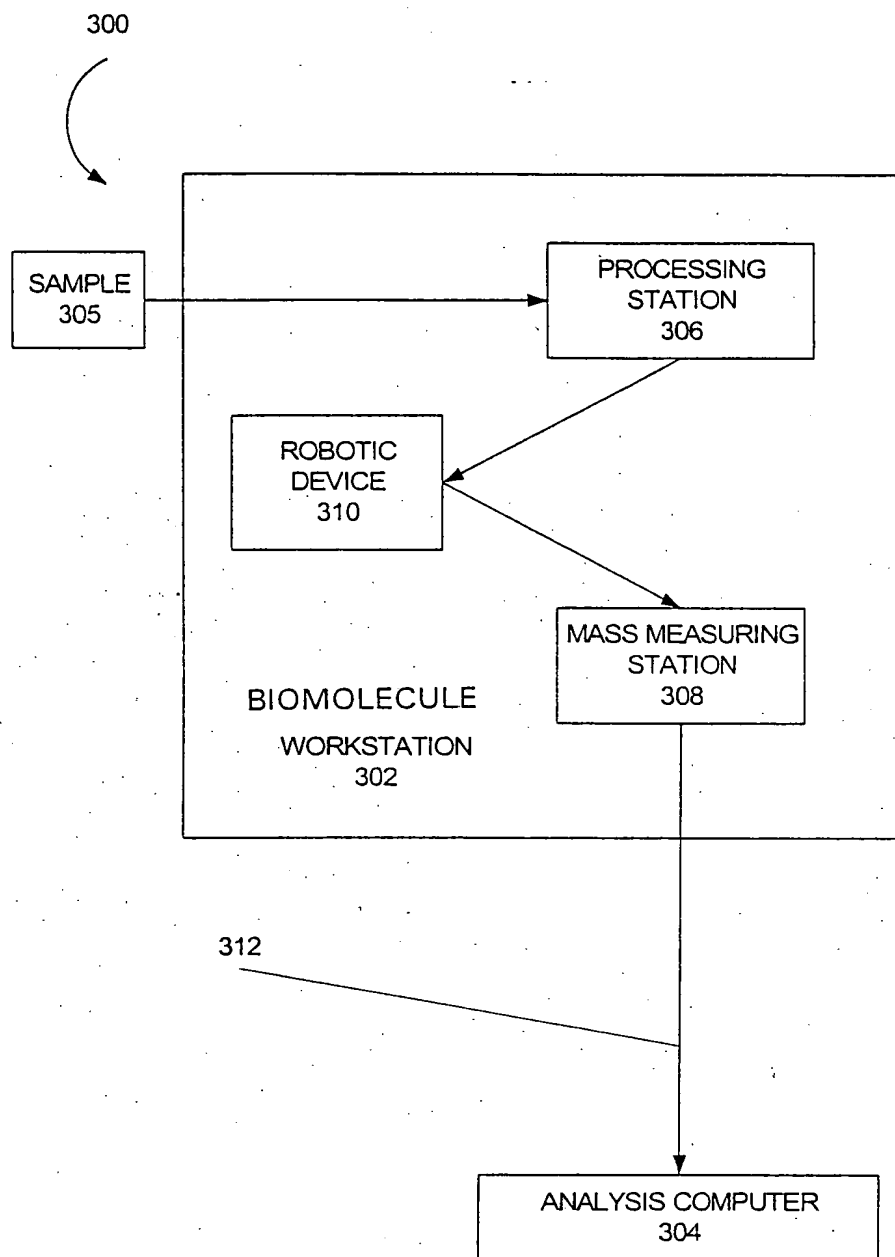 300
SAMPLE
305
PROCESSING
STATION
306
ROBOTIC
DEVICE
310
MASS MEASURING
STATION
308
BIOMOLECULE
WORKSTATION
302
312
ANALYSIS COMPUTER
304